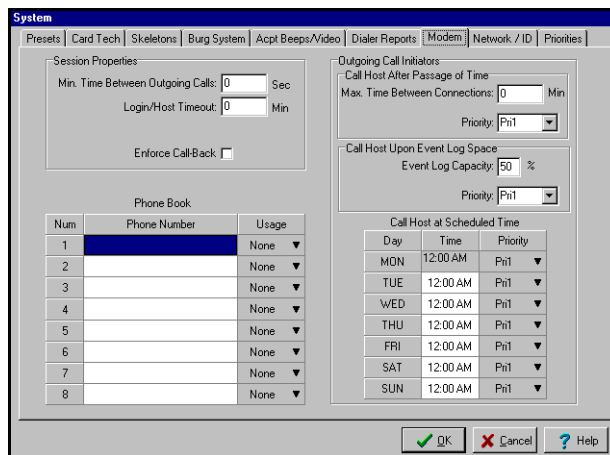 System
Presets Card Tech Skeletons Burg System Acpt Beeps/Video Dialer Reports Modem Network / ID Priorities
Session Properties
Min. Time Between Outgoing Calls: 0 Sec
Login/Host Timeout: 0 Min
Enforce Call-Back
Phone Book
Num Phone Number Usage
1 None
2 None
3 None
4 None
5 None
6 None
7 None
8 None
Outgoing Call Initiators
Call Host After Passage of Time
Max. Time Between Connections: 0 Min
Priority: Pri1
Call Host Upon Event Log Space
Event Log Capacity: 50 %
Priority: Pri1
Call Host at Scheduled Time
Day Time Priority
MON 12:00 AM Pri1
TUE 12:00 AM Pri1
WED 12:00 AM Pri1
THU 12:00 AM Pri1
FRI 12:00 AM Pri1
SAT 12:00 AM Pri1
SUN 12:00 AM Pri1
OK Cancel Help